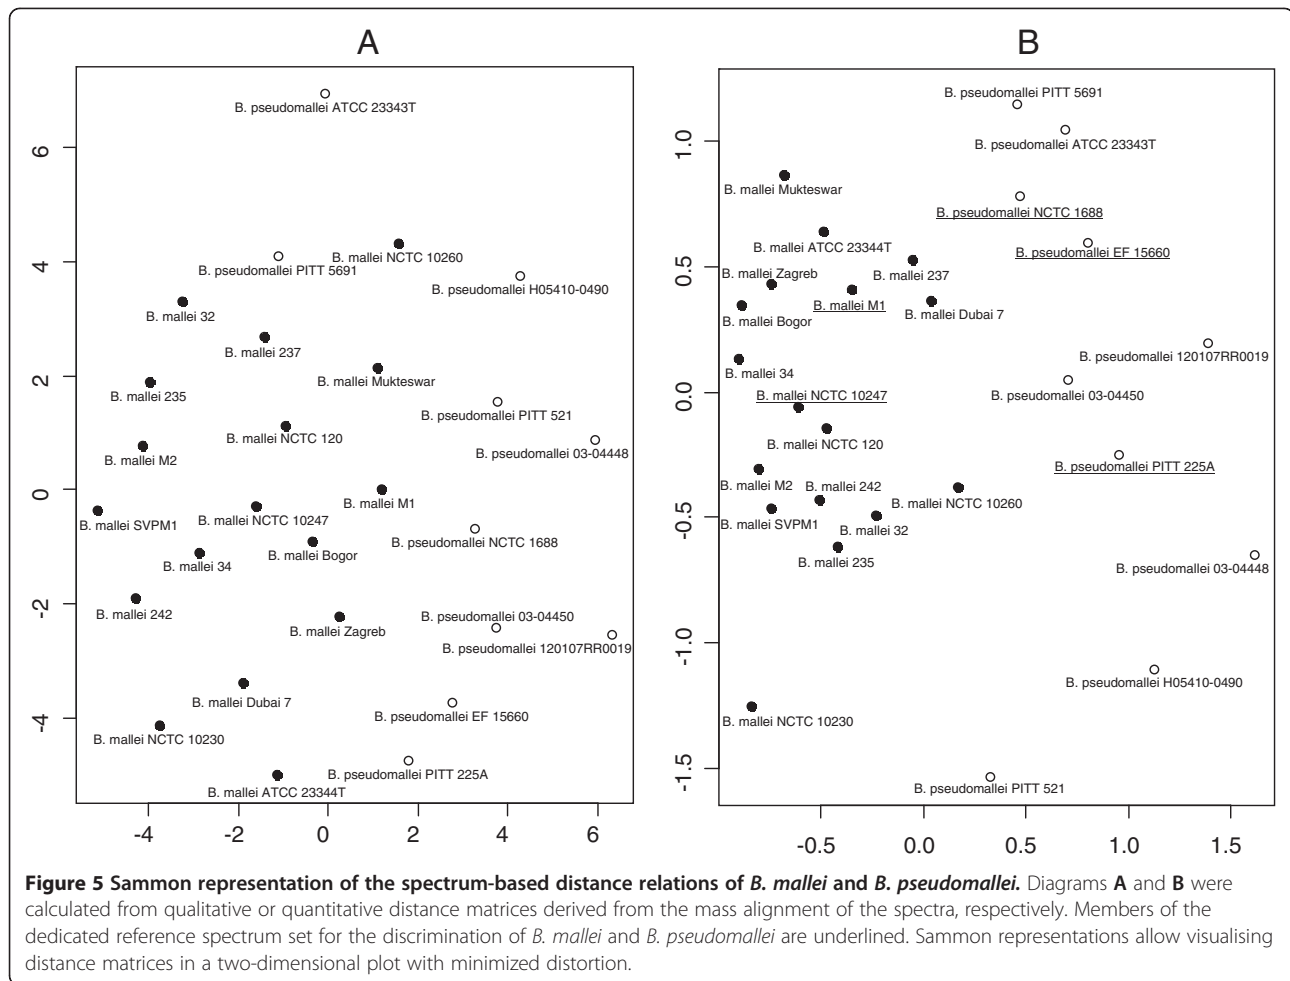 A
B
B. pseudomallei ATCC 23343T
B. pseudomallei PITT 5691
B. mallei NCTC 10260
B. pseudomallei H05410-0490
B. mallei 32
B. mallei 237
B. mallei Mukteswar
B. mallei 235
B. pseudomallei PITT 521
B. mallei NCTC 120
B. pseudomallei 03-04448
B. mallei M2
B. mallei M1
B. mallei SVPM1
B. mallei NCTC 10247
B. pseudomallei NCTC 1688
B. mallei Bogor
B. mallei 34
B. mallei 242
B. pseudomallei 03-04450
B. mallei Zagreb
B. pseudomallei 120107RR0019
B. mallei Dubai 7
B. pseudomallei EF 15660
B. mallei NCTC 10230
B. pseudomallei PITT 225A
B. mallei ATCC 23344T
6
4
2
0
-2
-4
-4
-2
0
2
4
6
B. pseudomallei PITT 5691
B. pseudomallei ATCC 23343T
B. mallei Mukteswar
B. pseudomallei NCTC 1688
B. mallei ATCC 23344T
B. pseudomallei EF 15660
B. mallei Zagreb
B. mallei 237
B. mallei M1
B. mallei Dubai 7
B. mallei Bogor
B. pseudomallei 120107RR0019
B. mallei 34
B. mallei NCTC 10247
B. pseudomallei 03-04450
B. mallei NCTC 120
B. pseudomallei PITT 225A
B. mallei M2
B. mallei 242
B. mallei NCTC 10260
B. mallei SVPM1
B. mallei 32
B. mallei 235
B. pseudomallei 03-04448
B. pseudomallei H05410-0490
B. mallei NCTC 10230
B. pseudomallei PITT 521
1.0
0.5
0.0
-0.5
-1.0
-1.5
-0.5
0.0
0.5
1.0
1.5
Figure 5 Sammon representation of the spectrum-based distance relations of B. mallei and B. pseudomallei. Diagrams A and B were
calculated from qualitative or quantitative distance matrices derived from the mass alignment of the spectra, respectively. Members of the
dedicated reference spectrum set for the discrimination of B. mallei and B. pseudomallei are underlined. Sammon representations allow visualising
distance matrices in a two-dimensional plot with minimized distortion.